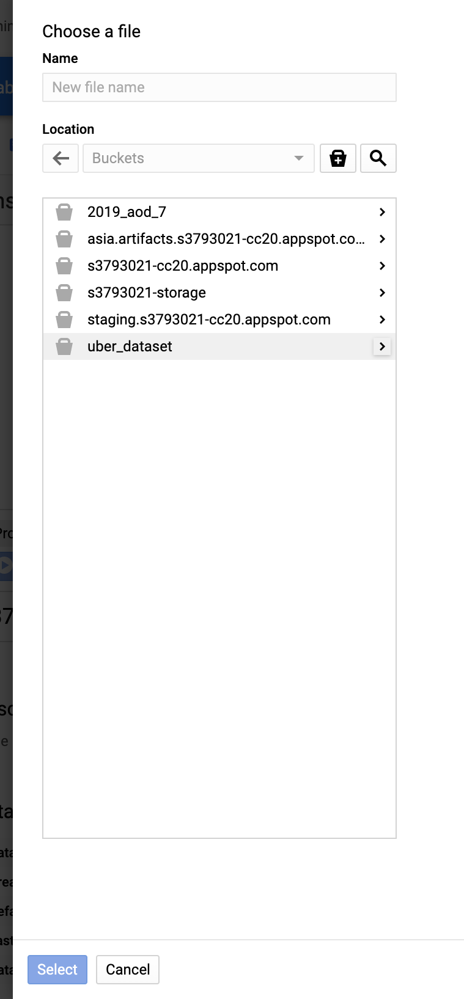 Choose a file
Name
New file name
Location
Buckets
2019_aod_7
asia.artifacts.s3793021-cc20.appspot.co...
s3793021-cc20.appspot.com
s3793021-storage
staging.s3793021-cc20.appspot.com
uber_dataset
Select
Cancel